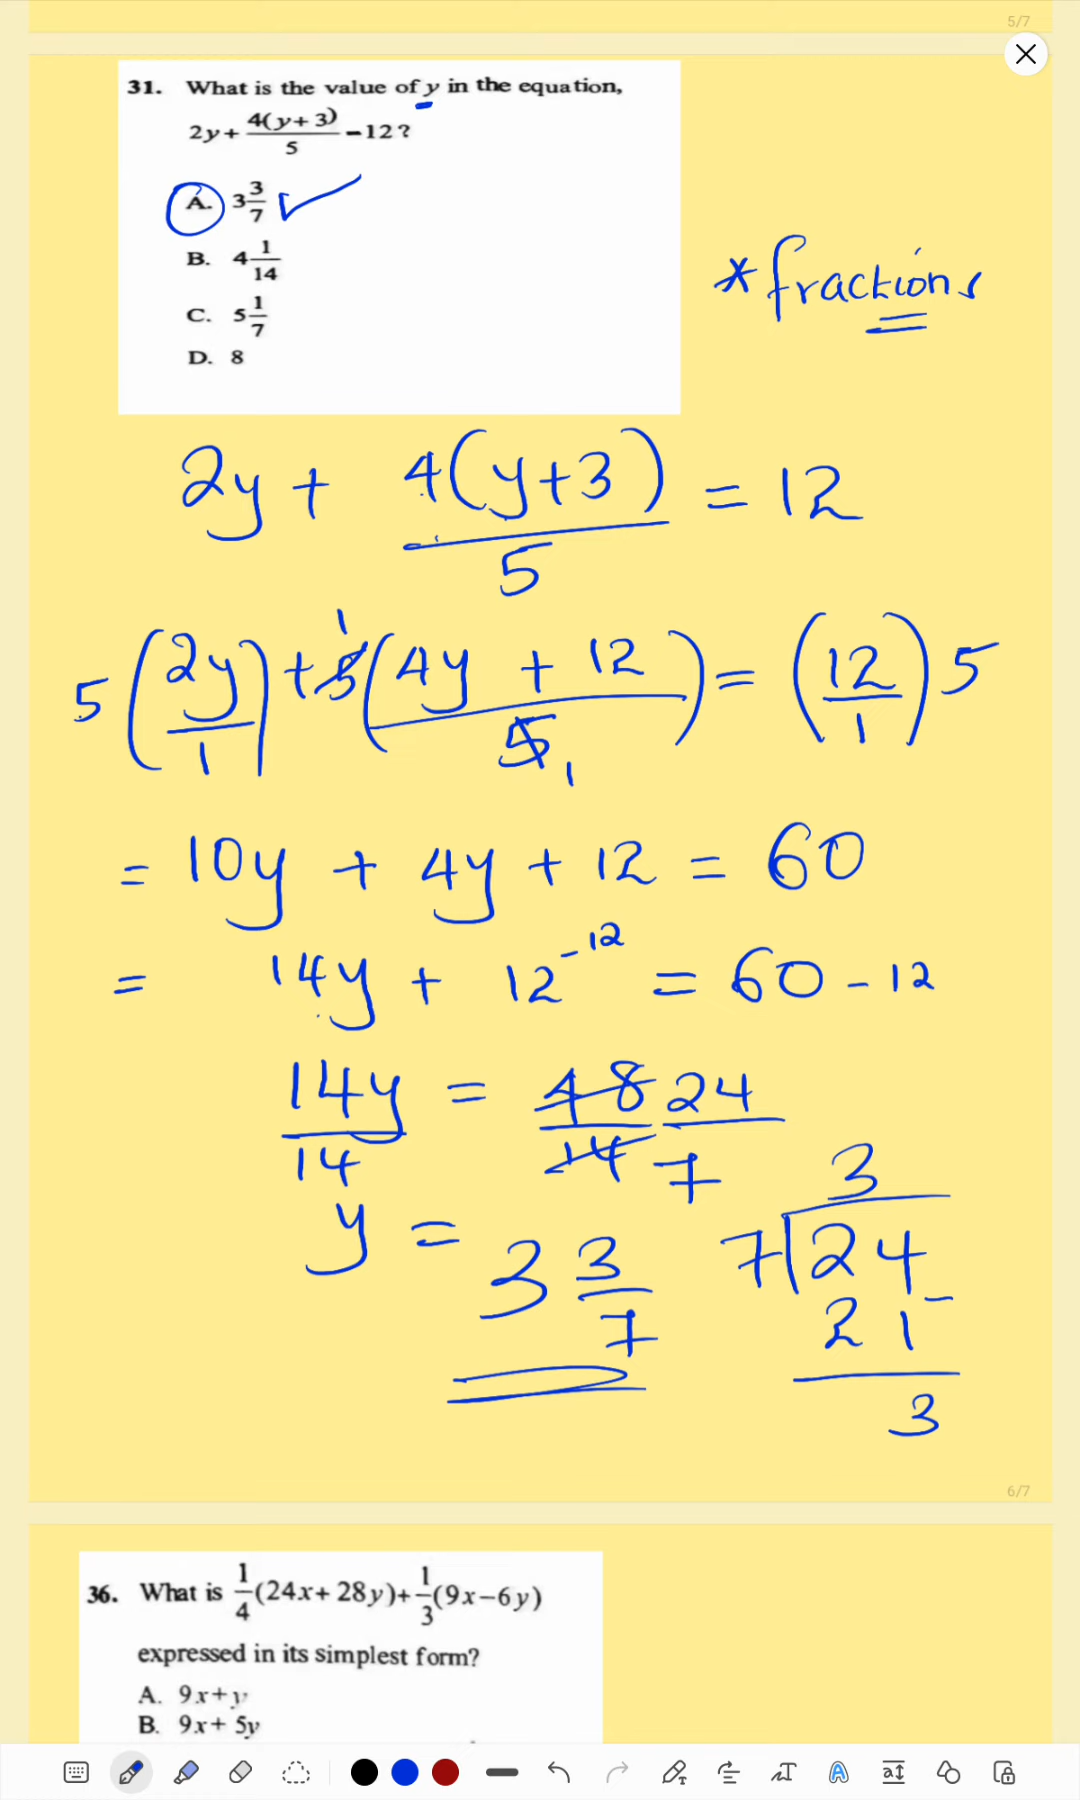 5/7
31. What is the value of y in the equation,
2y + 4(y + 3)/5 - 12 ?
A. 3 3/7
B. 4 1/14
C. 5 1/7
D. 8
* fractions
2y + 4(y+3)/5 = 12
5(2y/1) + 5 1 (4y + 12/5 1) = (12/1) 5
= 10y + 4y + 12 = 60
= 14y + 12 - 12 = 60 - 12
14y/14 = 48/14 24/7
y = 3 3/7
3
7 24
21 -
3
6/7
36. What is 1/4 (24x + 28y) + 1/3 (9x - 6y)
expressed in its simplest form?
A. 9x + y
B. 9x + 5y